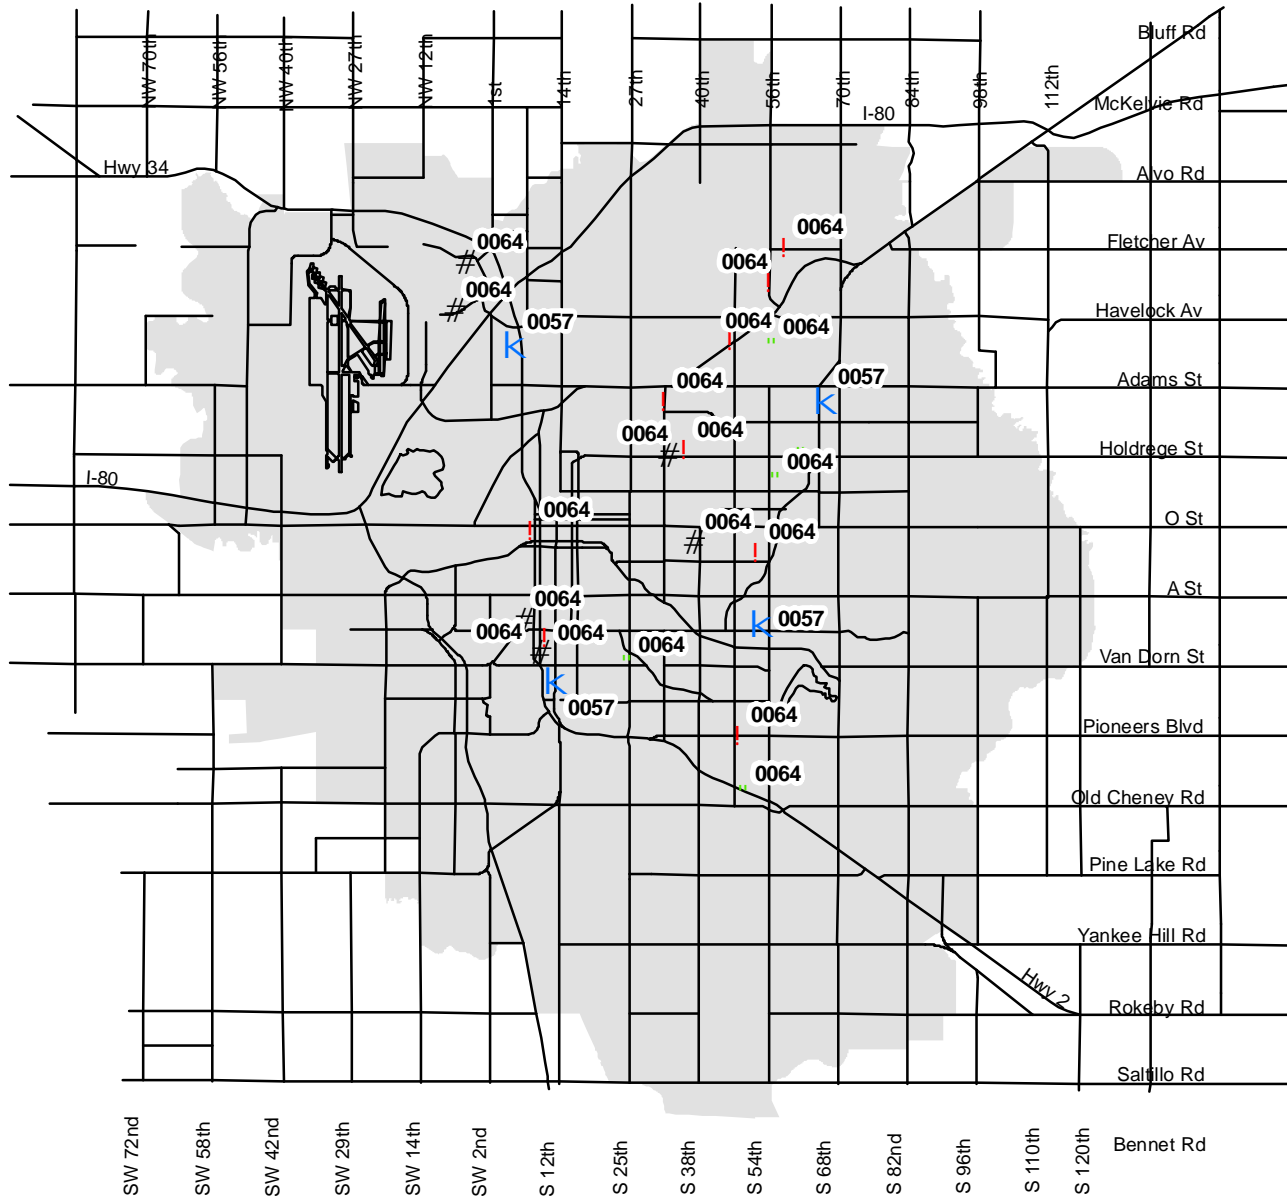 Bluff Rd
NW 70th
NW 56th
NW 40th
NW 27th
NW 12th
1st
14th
27th
40th
56th
70th
84th
98th
112th
McKelvie Rd
I-80
Hwy 34
Alvo Rd
0064
0064
#
Fletcher Av
0064
0064
#
Havelock Av
0057
0064
0064
K
0064
0057
Adams St
K
0064
0064
#
Holdrege St
0064
I-80
0064
0064
0064
#
O St
0064
#
A St
0064
0064
#
0057
K
0064
Van Dorn St
K
0057
0064
Pioneers Blvd
0064
Old Cheney Rd
Pine Lake Rd
Yankee Hill Rd
Hwy 2
Rokeby Rd
Saltillo Rd
Bennet Rd
SW 72nd
SW 58th
SW 42nd
SW 29th
SW 14th
SW 2nd
S 12th
S 25th
S 38th
S 54th
S 68th
S 82nd
S 96th
S 110th
S 120th